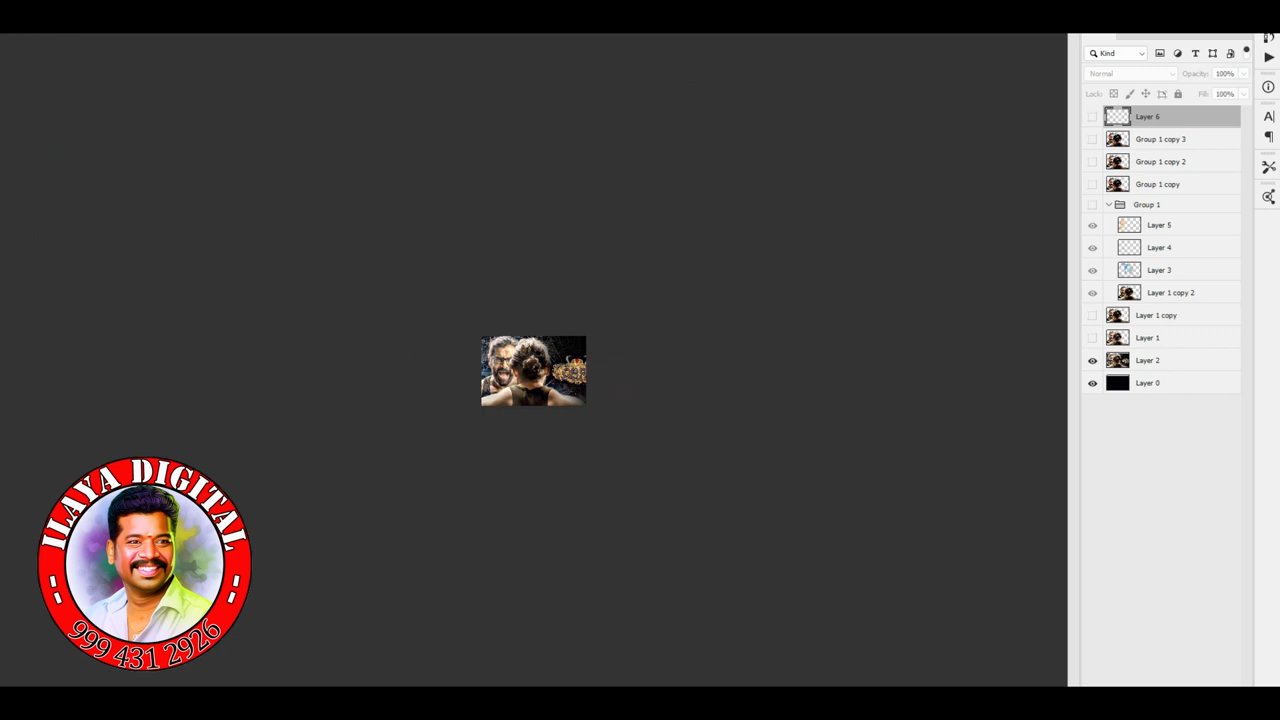 Kind
Normal
Opacity: 100%
Lock:
Fill: 100%
Layer 6
Group 1 copy 3
Group 1 copy 2
Group 1 copy
Group 1
Layer 5
Layer 4
Layer 3
Layer 1 copy 2
Layer 1 copy
Layer 1
Layer 2
Layer 0
ILAYA DIGITAL
999 431 2926